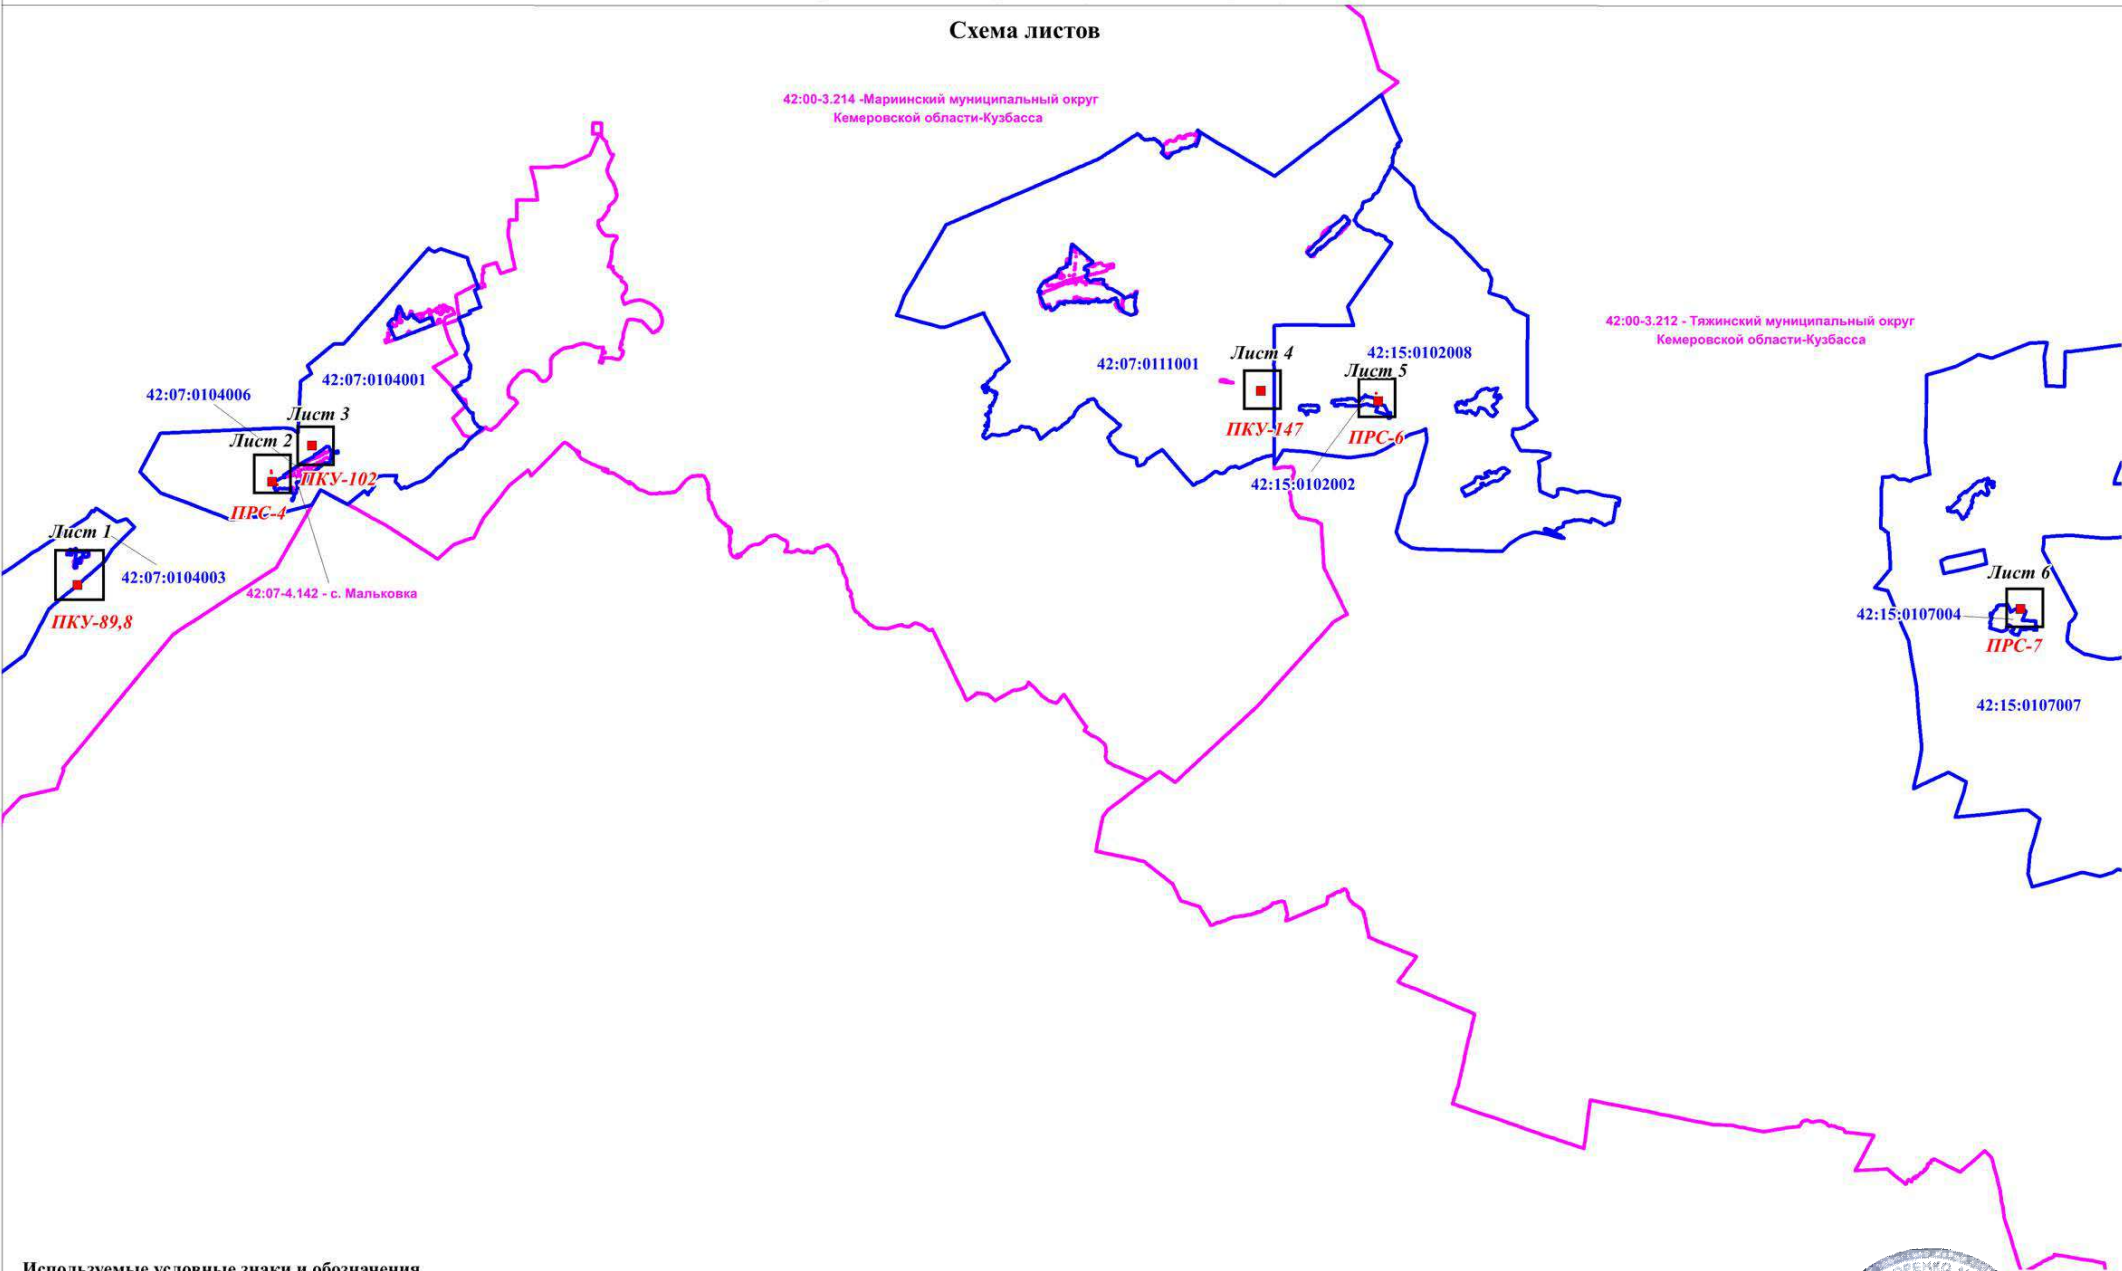 Схема листов
42:00-3.214 -Мариинский муниципальный округ
Кемеровской области-Кузбасса
42:00-3.212 - Тяжинский муниципальный округ
Кемеровской области-Кузбасса
42:07:0104006
42:07:0104001
Лист 3
Лист 2
ПКУ-102
ПРС-4
Лист 1
42:07:0104003
42:07-4.142 - с. Мальковка
ПКУ-89,8
42:07:0111001
Лист 4
ПКУ-147
42:15:0102008
Лист 5
ПРС-6
42:15:0102002
Лист 6
42:15:0107004
ПРС-7
42:15:0107007
Используемые условные знаки и обозначения